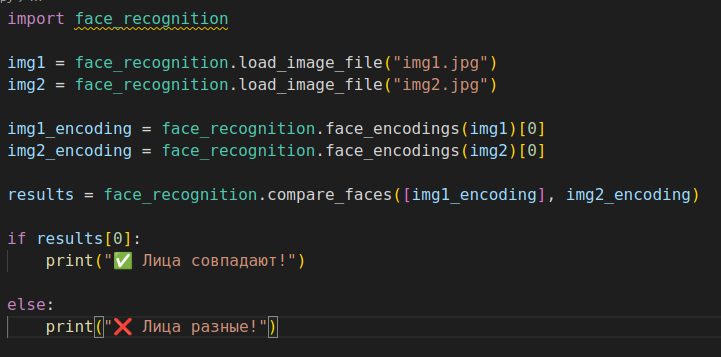 import face_recognition
img1 = face_recognition.load_image_file("img1.jpg")
img2 = face_recognition.load_image_file("img2.jpg")
img1_encoding = face_recognition.face_encodings(img1)[0]
img2_encoding = face_recognition.face_encodings(img2)[0]
results = face_recognition.compare_faces([img1_encoding], img2_encoding)
if results[0]:
    print("✅ Лица совпадают!")
else:
    print("❌ Лица разные!")